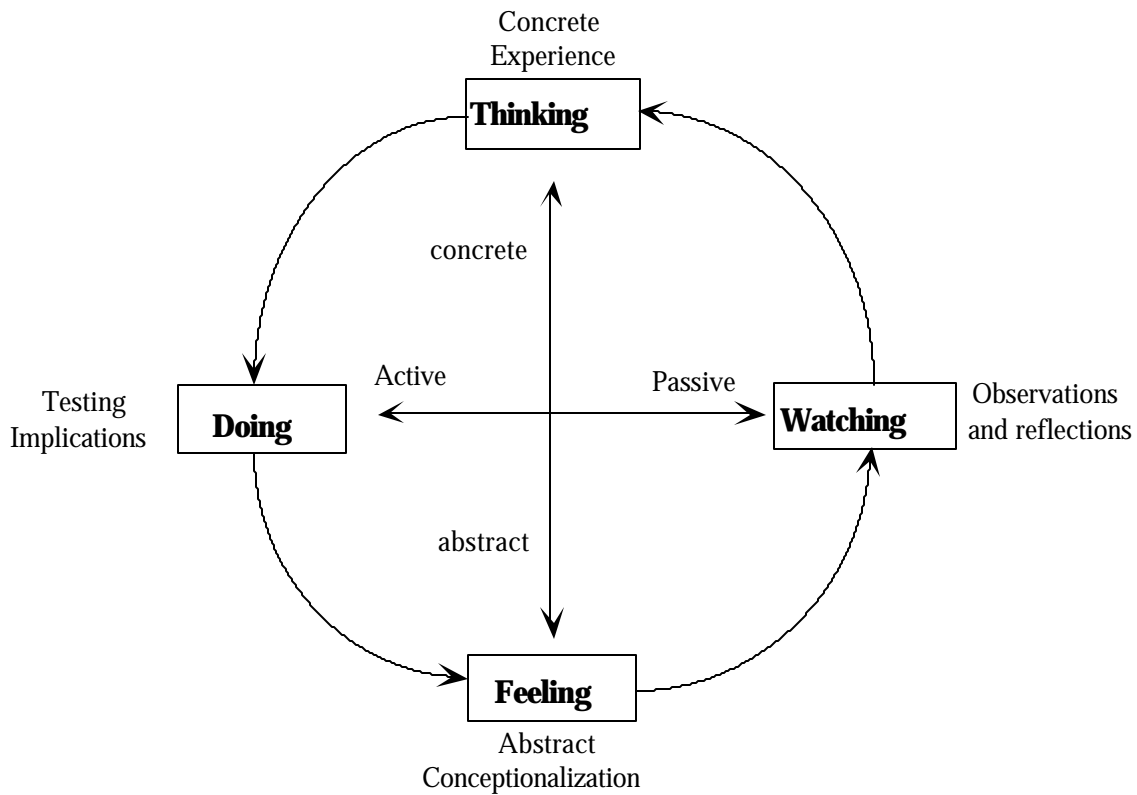 Concrete
Experience
Thinking
concrete
Active
Passive
Testing
Implications
Doing
Watching
Observations
and reflections
abstract
Feeling
Abstract
Conceptionalization